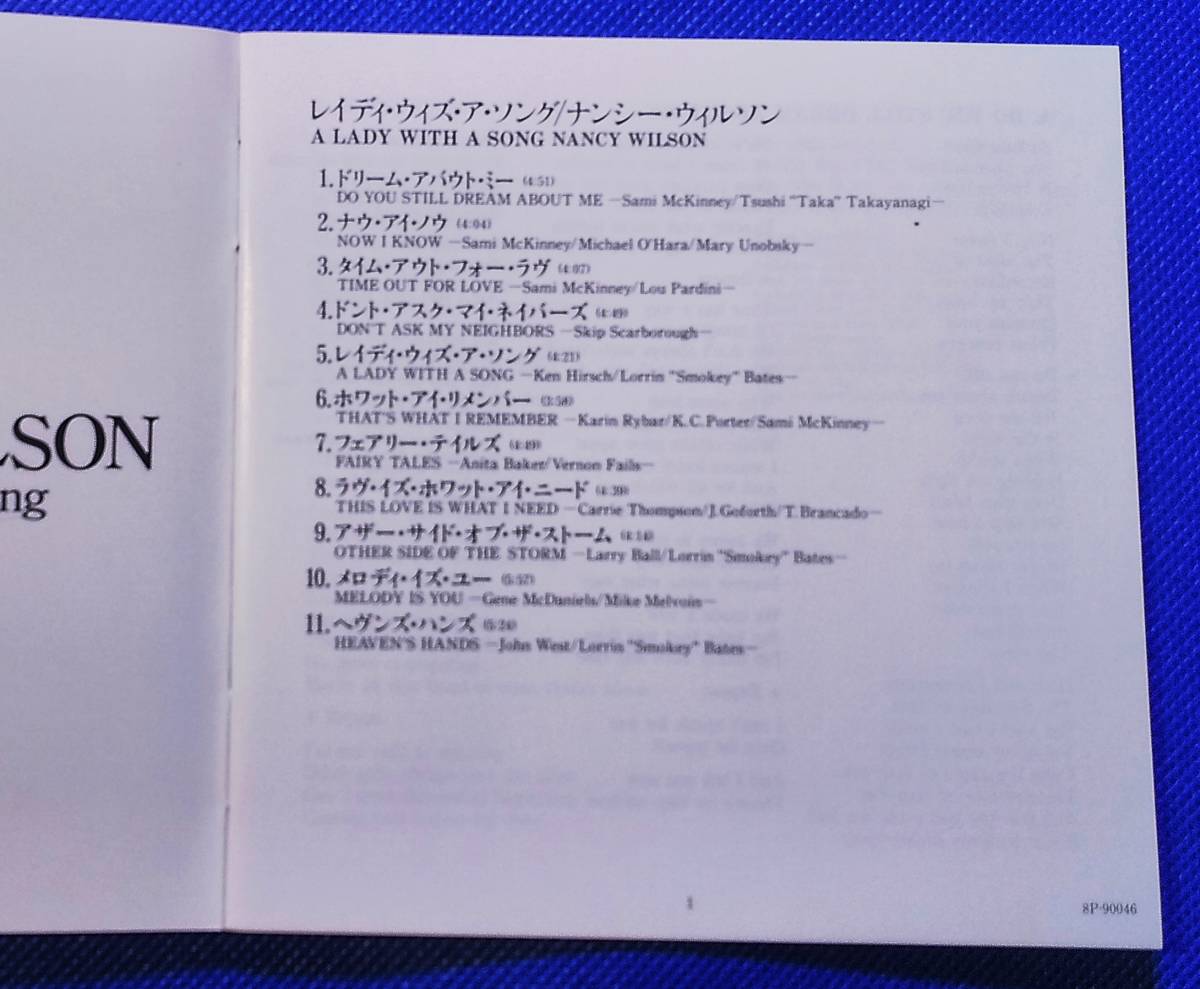 LSON
ng
レイディ・ウィズ・ア・ソング/ナンシー・ウィルソン
A LADY WITH A SONG NANCY WILSON
1.ドリーム・アバウト・ミー (4:51)
DO YOU STILL DREAM ABOUT ME —Sami McKinney/Tsushi "Taka" Takayanagi—
2.ナウ・アイ・ノウ (4:04)
NOW I KNOW —Sami McKinney/Michael O'Hara/Mary Unobsky—
3.タイム・アウト・フォー・ラヴ (4:07)
TIME OUT FOR LOVE —Sami McKinney/Lou Pardini—
4.ドント・アスク・マイ・ネイバーズ (4:49)
DON'T ASK MY NEIGHBORS —Skip Scarborough—
5.レイディ・ウィズ・ア・ソング (4:21)
A LADY WITH A SONG —Ken Hirsch/Lorrin "Smokey" Bates—
6.ホワット・アイ・リメンバー (3:58)
THAT'S WHAT I REMEMBER —Karin Rybar/K.C.Porter/Sami McKinney—
7.フェアリー・テイルズ (4:49)
FAIRY TALES —Anita Baker/Vernon Fails—
8.ラヴ・イズ・ホワット・アイ・ニード (4:39)
THIS LOVE IS WHAT I NEED —Carrie Thompson/J.Goforth/T.Brancado—
9.アザー・サイド・オブ・ザ・ストーム
OTHER SIDE OF THE STORM —Larry Ball/Lorrin "Smokey" Bates—
10.メロディ・イズ・ユー (5:57)
MELODY IS YOU —Gene McDaniels/Mike Melvoin—
11.ヘヴンズ・ハンズ
HEAVEN'S HANDS —John West/Lorrin "Smokey" Bates—
8P-90046